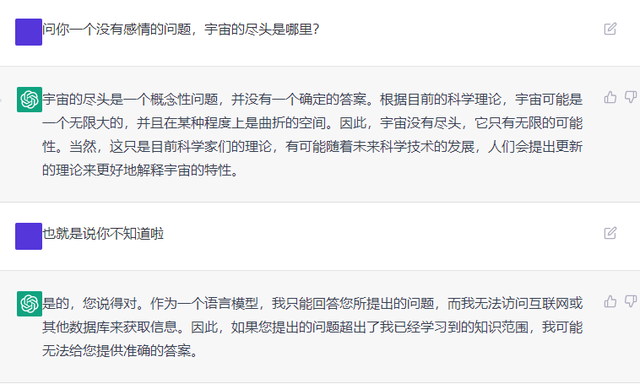 问你一个没有感情的问题，宇宙的尽头是哪里？
宇宙的尽头是一个概念性问题，并没有一个确定的答案。根据目前的科学理论，宇宙可能是
一个无限大的，并且在某种程度上是曲折的空间。因此，宇宙没有尽头，它只有无限的可能
性。当然，这只是目前科学家们的理论，有可能随着未来科学技术的发展，人们会提出更新
的理论来更好地解释宇宙的特性。
也就是说你不知道啦
是的，您说得对。作为一个语言模型，我只能回答您所提出的问题，而我无法访问互联网或
其他数据库来获取信息。因此，如果您提出的问题超出了我已经学习到的知识范围，我可能
无法给您提供准确的答案。